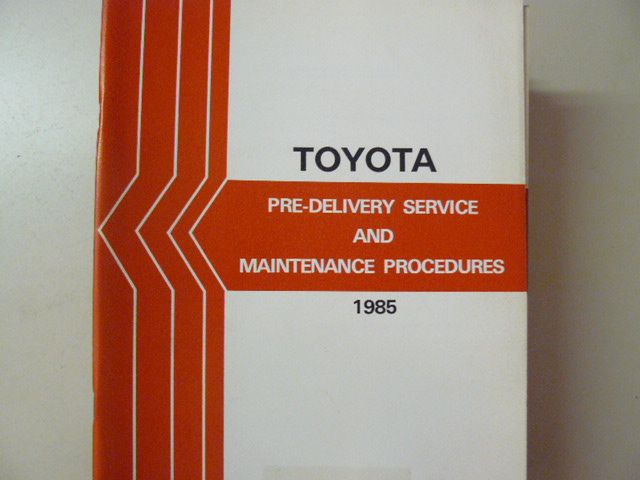 TOYOTA
PRE-DELIVERY SERVICE
AND
MAINTENANCE PROCEDURES
1985